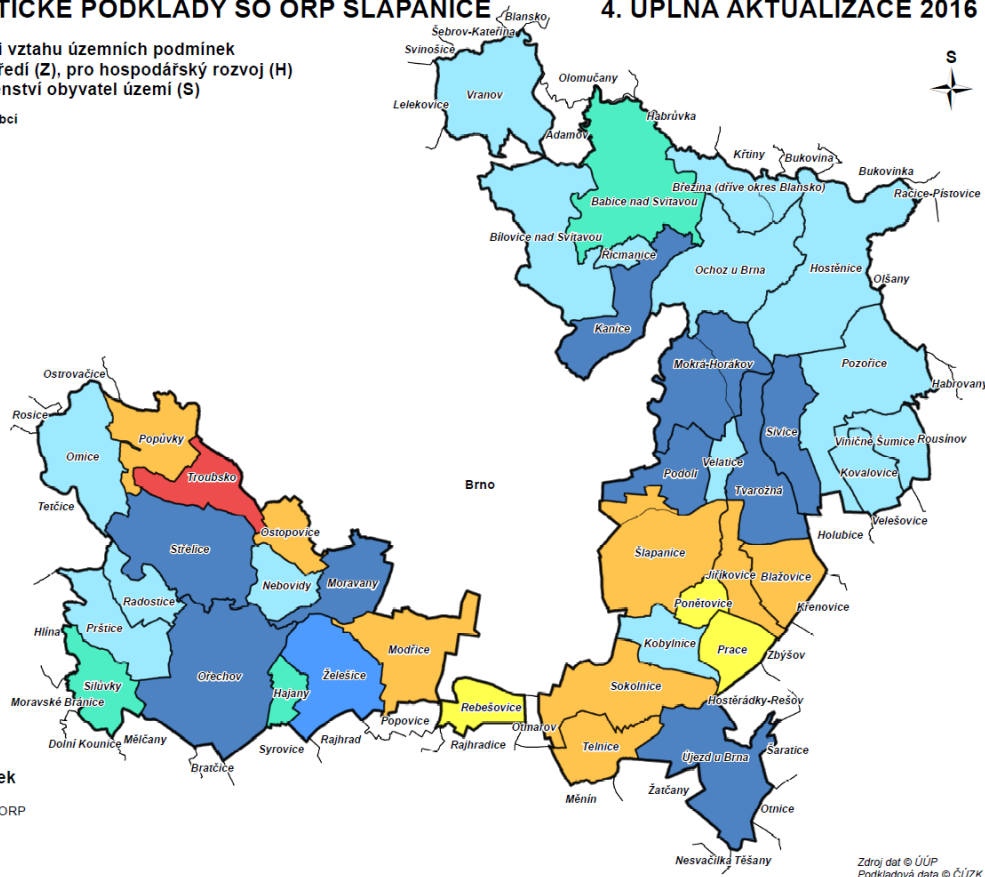 TICKÉ PODKLADY SO ORP ŠLAPANICE
4. ÚPLNÁ AKTUALIZACE 2016
i vztahu územních podmínek
ředí (Z), pro hospodářský rozvoj (H)
enství obyvatel území (S)
bcí
S
Blansko
Šebrov-Kateřina
Svinošice
Vranov
Olomučany
Lelekovice
Habrůvka
Adamov
Křtiny
Bukovina
Bukovinka
Březina (dříve okres Blansko)
Račice-Pístovice
Babice nad Svitavou
Bílovice nad Svitavou
Řícmanice
Ochoz u Brna
Hostěnice
Olšany
Kanice
Mokrá-Horákov
Pozořice
Ostrovačice
Habrovany
Rosice
Popůvky
Sivice
Viničné Šumice
Rousínov
Omice
Velatice
Troubsko
Podolí
Kovalovice
Brno
Tvarožná
Tetčice
Velešovice
Ostopovice
Holubice
Střelice
Šlapanice
Jiříkovice
Blažovice
Nebovidy
Moravany
Radostice
Ponětovice
Křenovice
Prštice
Hlína
Kobylnice
Modřice
Prace
Zbýšov
Ořechov
Želešice
Silůvky
Hajany
Sokolnice
Moravské Bránice
Hostěrádky-Rešov
Rebešovice
Popovice
Otmarov
Dolní Kounice
Mělčany
Rajhrad
Rajhradice
Telnice
Šaratice
Syrovice
Újezd u Brna
Bratčice
ek
Žatčany
Měnín
Otnice
ORP
Nesvačilka
Těšany
Zdroj dat © ÚÚP
Podkladová data © ČÚZK